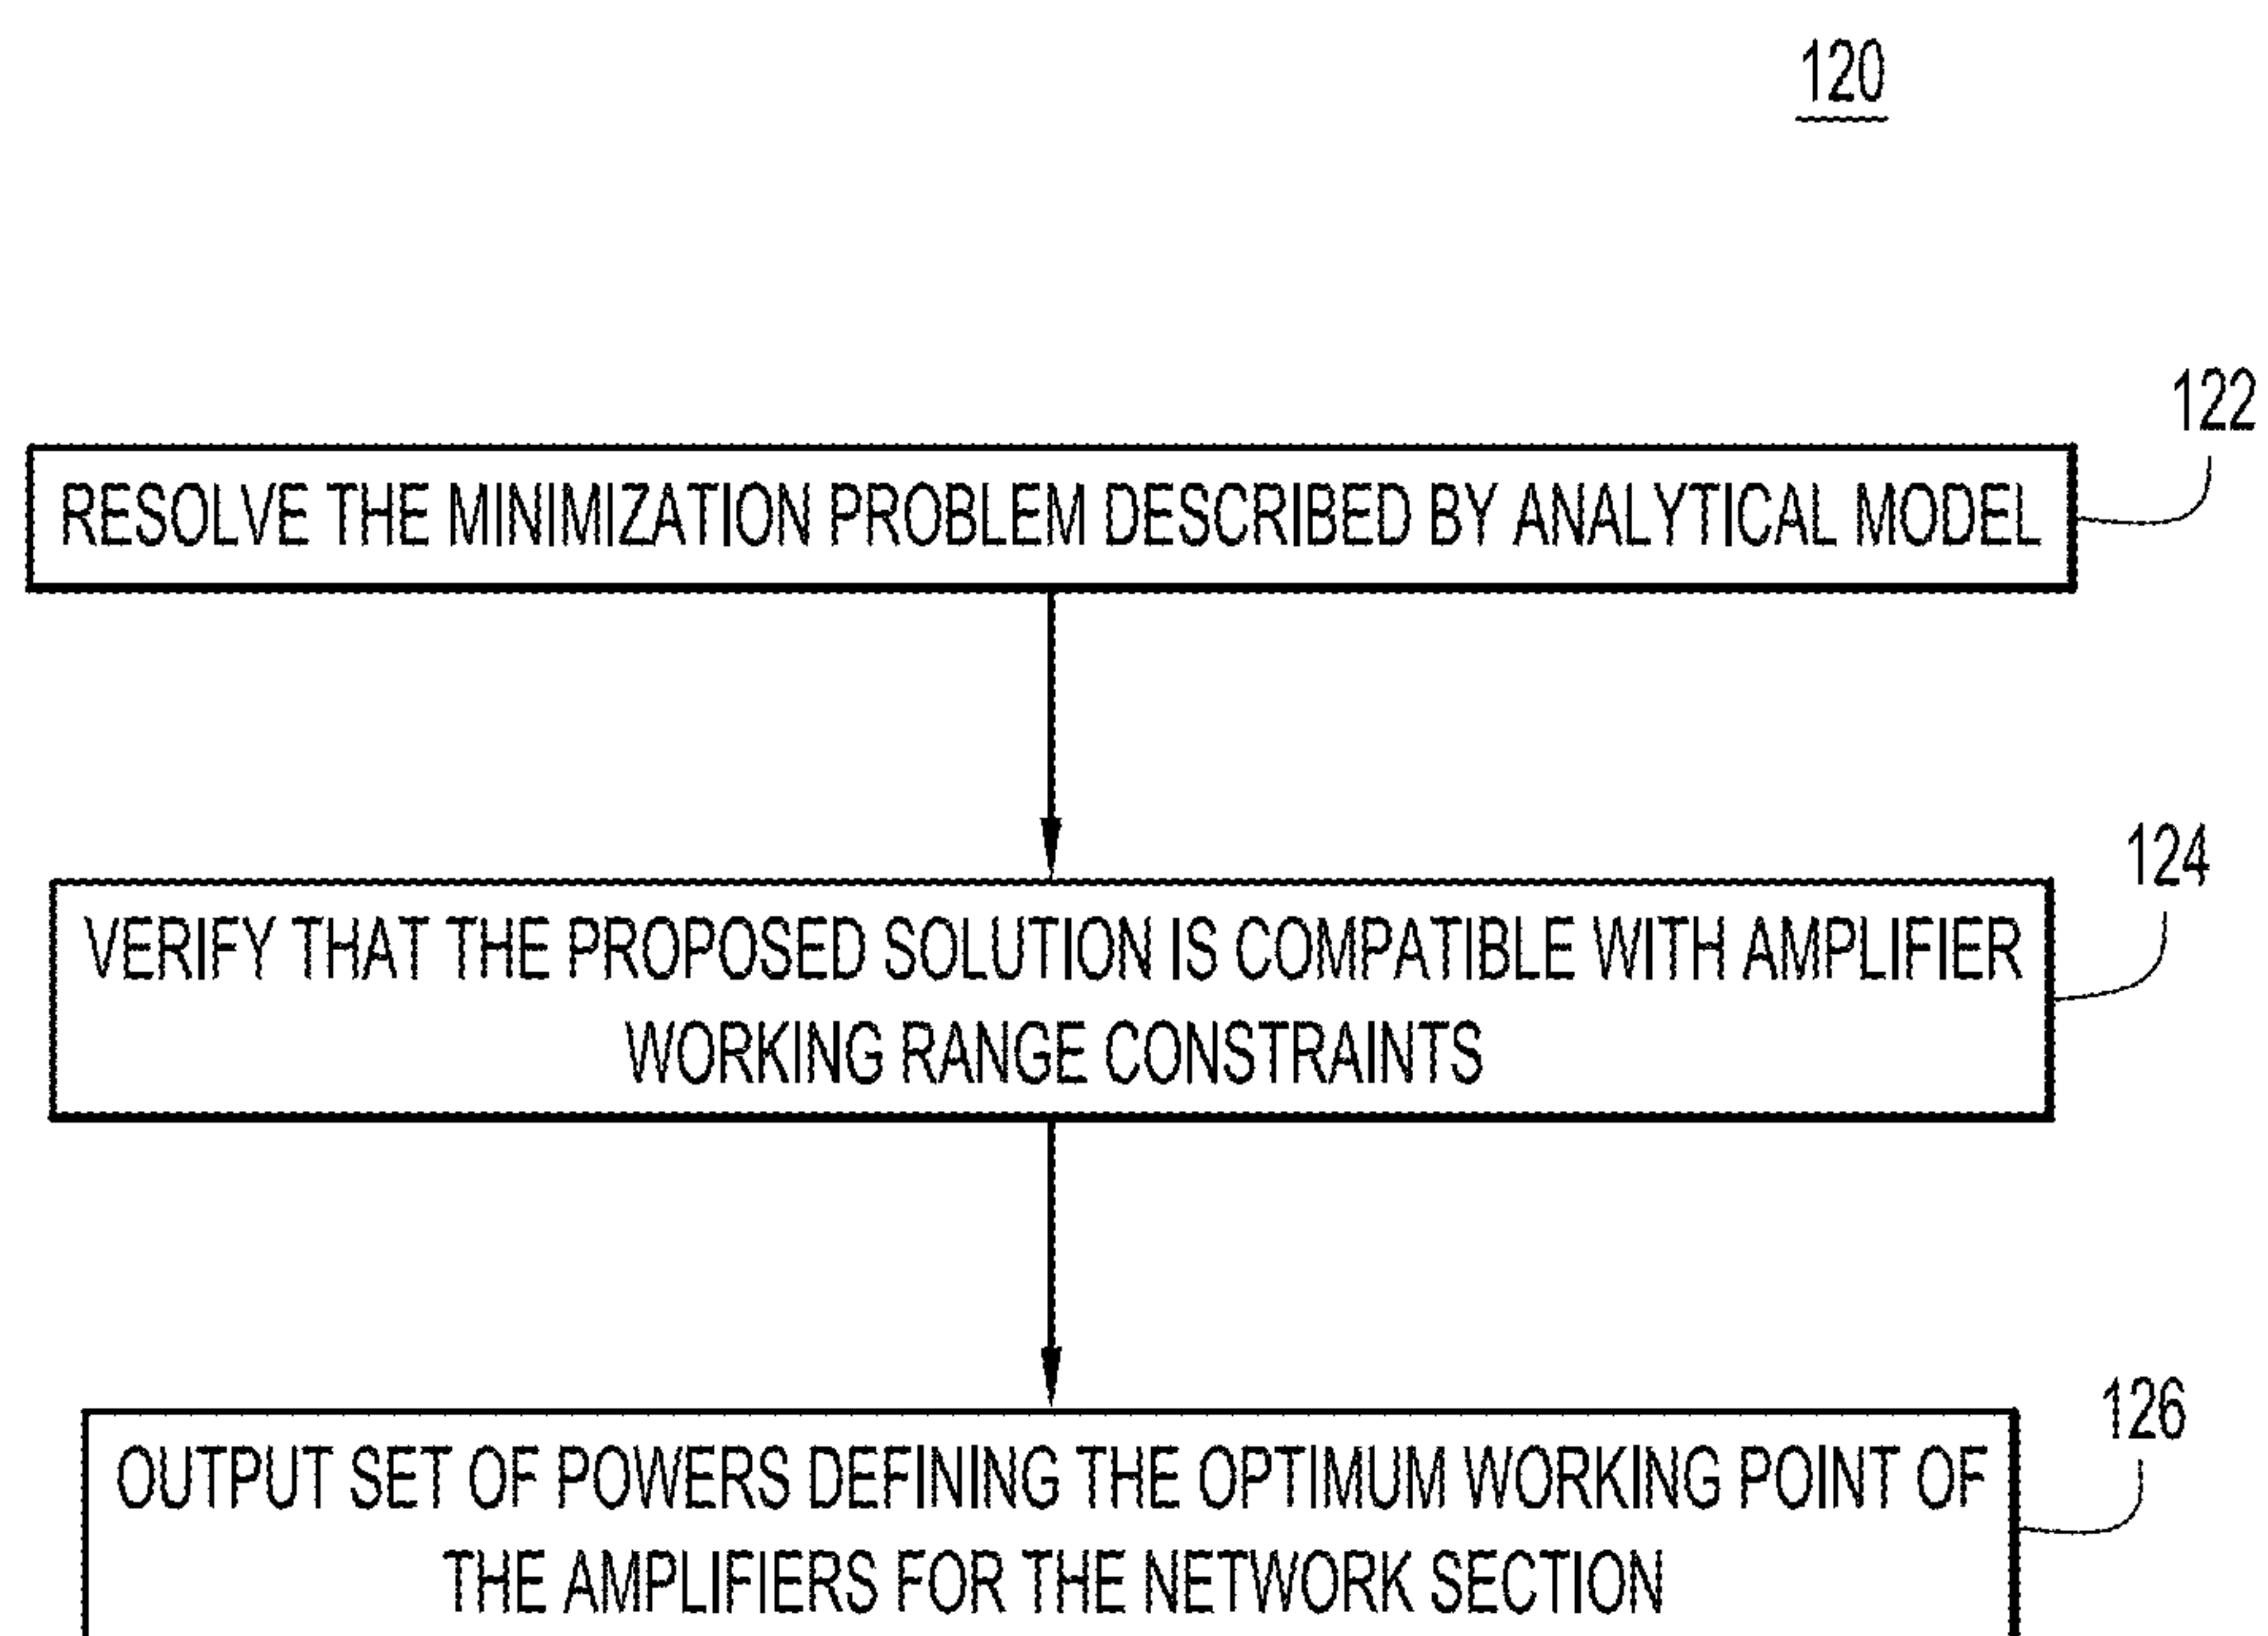 120
122
RESOLVE THE MINIMIZATION PROBLEM DESCRIBED BY ANALYTICAL MODEL
124
VERIFY THAT THE PROPOSED SOLUTION IS COMPATIBLE WITH AMPLIFIER
WORKING RANGE CONSTRAINTS
126
OUTPUT SET OF POWERS DEFINING THE OPTIMUM WORKING POINT OF
THE AMPLIFIERS FOR THE NETWORK SECTION